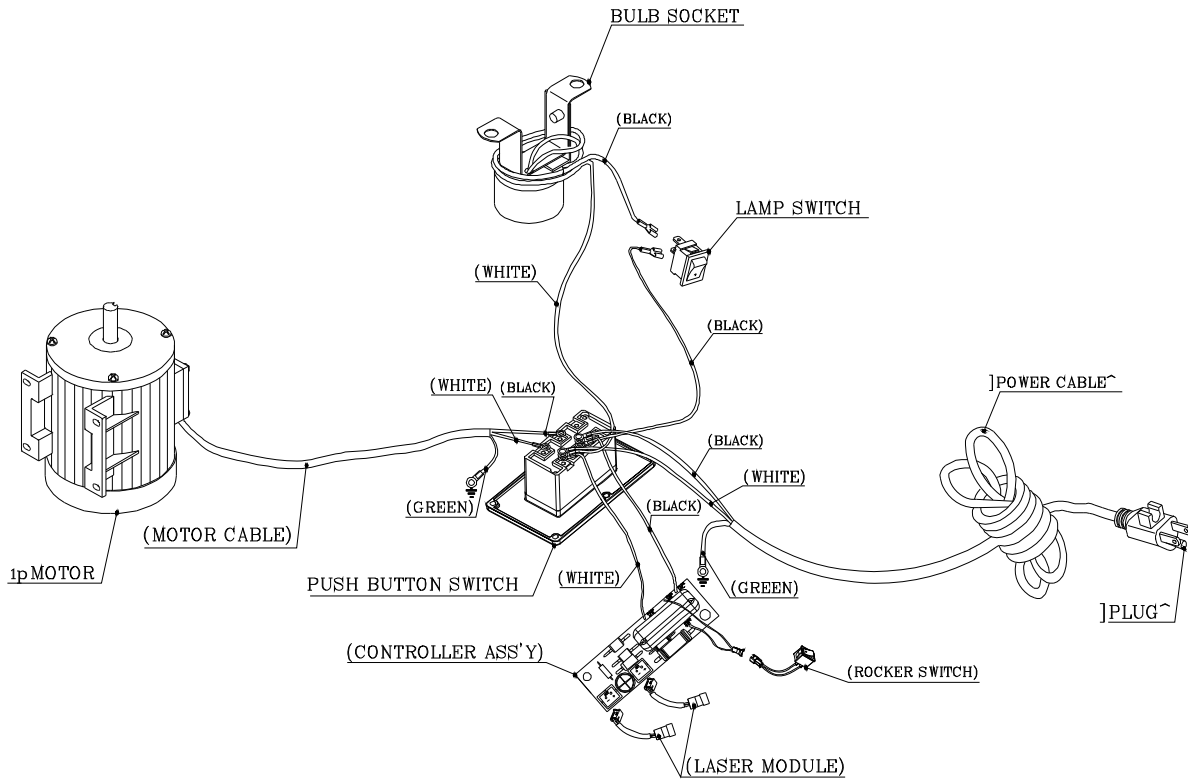 BULB SOCKET
(BLACK)
LAMP SWITCH
(WHITE)
(BLACK)
]POWER CABLE^
(WHITE)
(BLACK)
(BLACK)
(WHITE)
(GREEN)
(BLACK)
(MOTOR CABLE)
1pMOTOR
PUSH BUTTON SWITCH
(WHITE)
(GREEN)
]PLUG^
(CONTROLLER ASS'Y)
(ROCKER SWITCH)
(LASER MODULE)